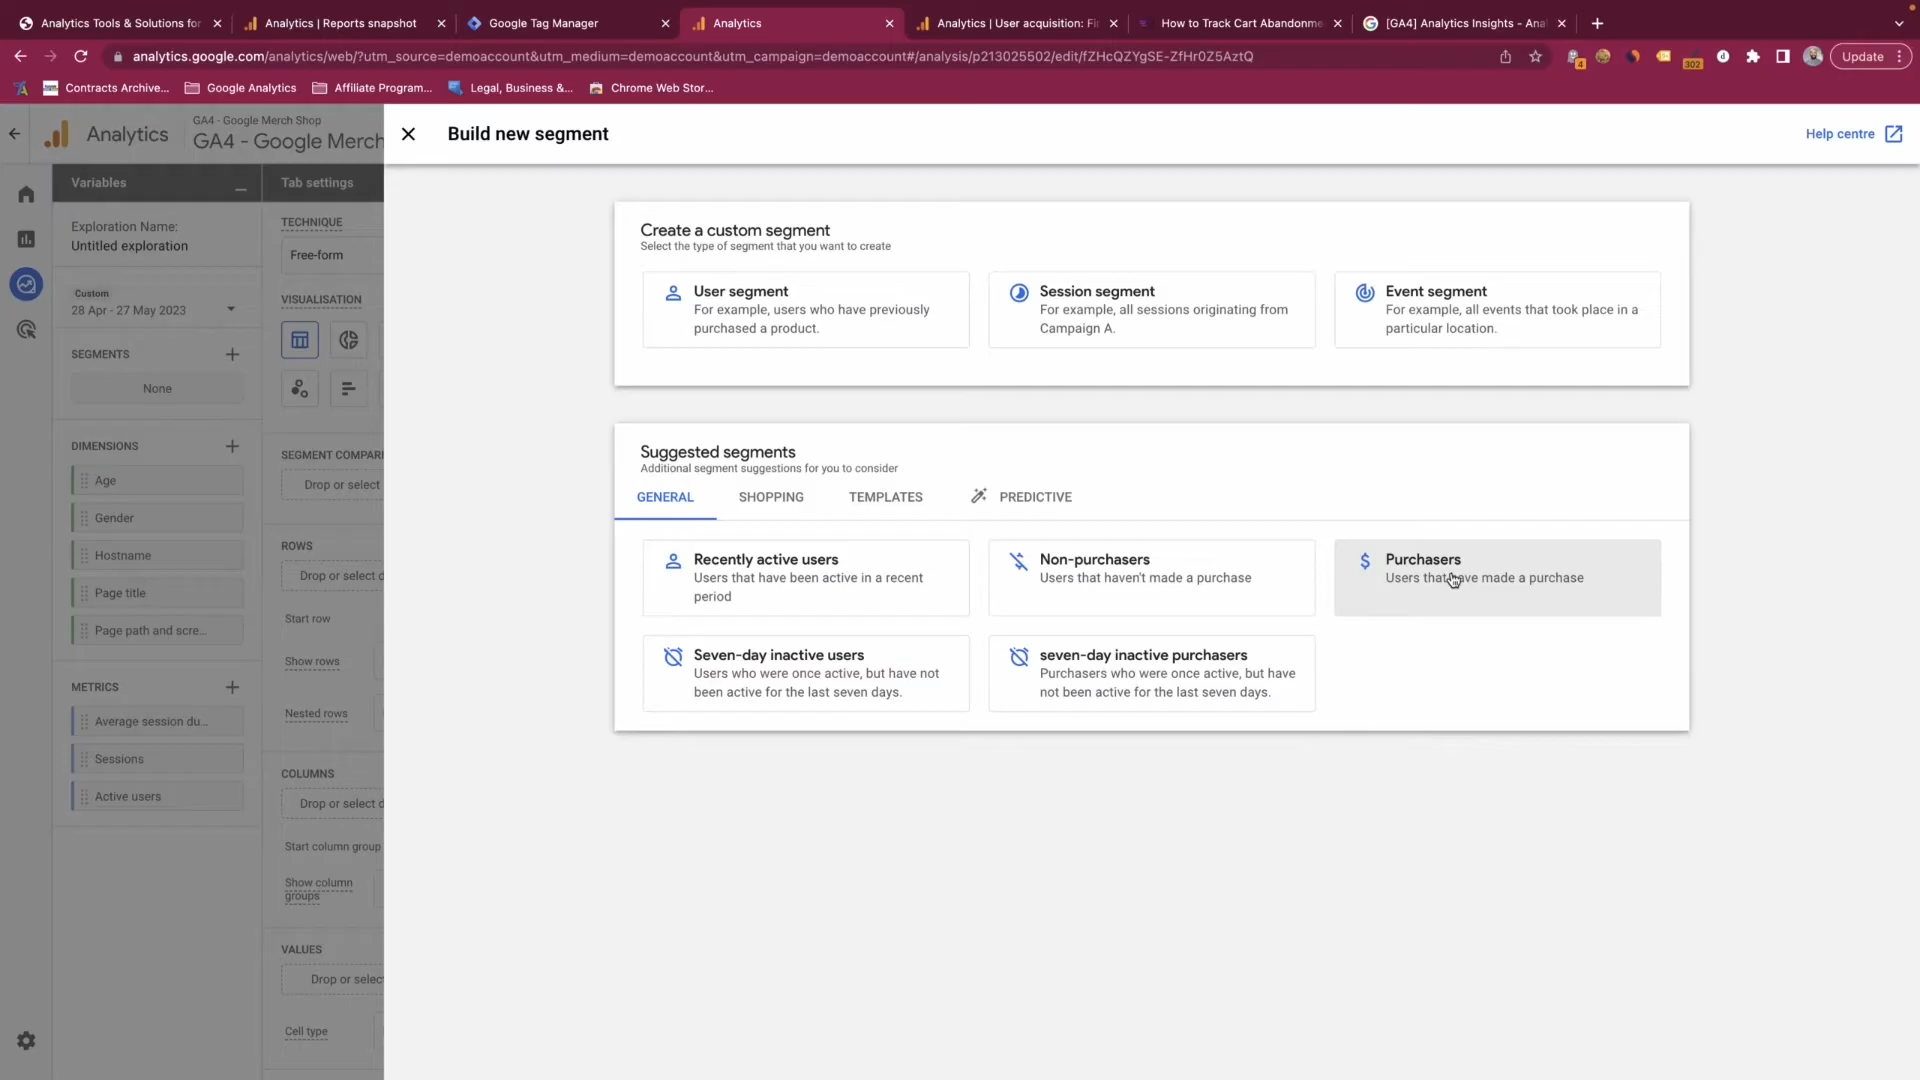 Analytics Tools & Solutions for
Analytics | Reports snapshot
Google Tag Manager
Analytics
Analytics | User acquisition: Fi
How to Track Cart Abandonme
[GA4] Analytics Insights - Ana
analytics.google.com/analytics/web/?utm_source=demoaccount&utm_medium=demoaccount&utm_campaign=demoaccount#/analysis/p213025502/edit/fZHcQZYgSE-ZfHr0Z5AztQ
4
302
Update
Contracts Archive...
Google Analytics
Affiliate Program...
Legal, Business &...
Chrome Web Stor...
Analytics
GA4 - Google Merch Shop
GA4 - Google Merch
Build new segment
Help centre
Variables
Exploration Name:
Untitled exploration
Custom
28 Apr - 27 May 2023
SEGMENTS
None
DIMENSIONS
Age
Gender
Hostname
Page title
Page path and scre...
METRICS
Average session du...
Sessions
Active users
Tab settings
TECHNIQUE
Free-form
VISUALISATION
SEGMENT COMPARI
Drop or select
ROWS
Drop or select d
Start row
Show rows
Nested rows
COLUMNS
Drop or select d
Start column group
Show column
groups
VALUES
Drop or selec
Cell type
Create a custom segment
Select the type of segment that you want to create
User segment
For example, users who have previously
purchased a product.
Session segment
For example, all sessions originating from
Campaign A.
Event segment
For example, all events that took place in a
particular location.
Suggested segments
Additional segment suggestions for you to consider
GENERAL
SHOPPING
TEMPLATES
PREDICTIVE
Recently active users
Users that have been active in a recent
period
Non-purchasers
Users that haven't made a purchase
Purchasers
Users that have made a purchase
Seven-day inactive users
Users who were once active, but have not
been active for the last seven days.
seven-day inactive purchasers
Purchasers who were once active, but have
not been active for the last seven days.